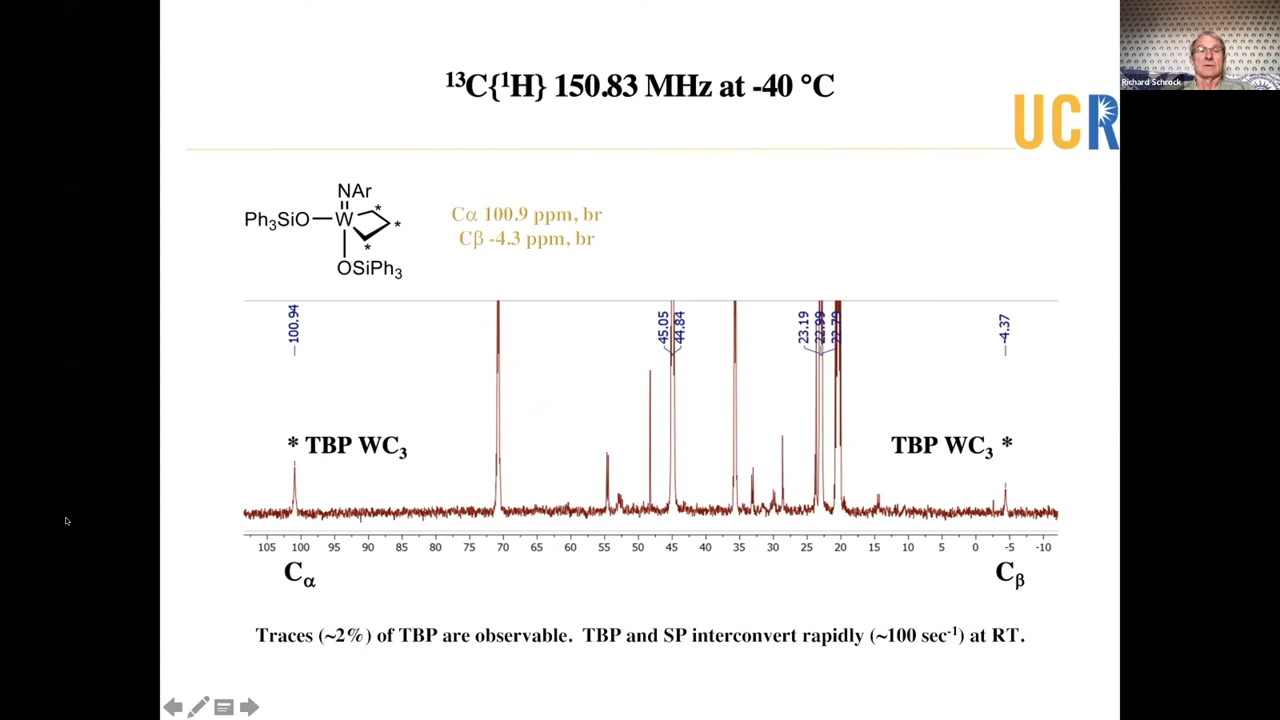 ¹³C{¹H} 150.83 MHz at -40 °C
Richard Schrock
UCR
NAr
Ph₃SiO
W
*
*
*
OSiPh₃
Cα 100.9 ppm, br
Cβ -4.3 ppm, br
100.94
45.05
44.84
23.19
22.99
22.79
-4.37
* TBP WC₃
TBP WC₃ *
105 100 95 90 85 80 75 70 65 60 55 50 45 40 35 30 25 20 15 10 5 0 -5 -10
Cα
Cβ
Traces (~2%) of TBP are observable. TBP and SP interconvert rapidly (~100 sec⁻¹) at RT.